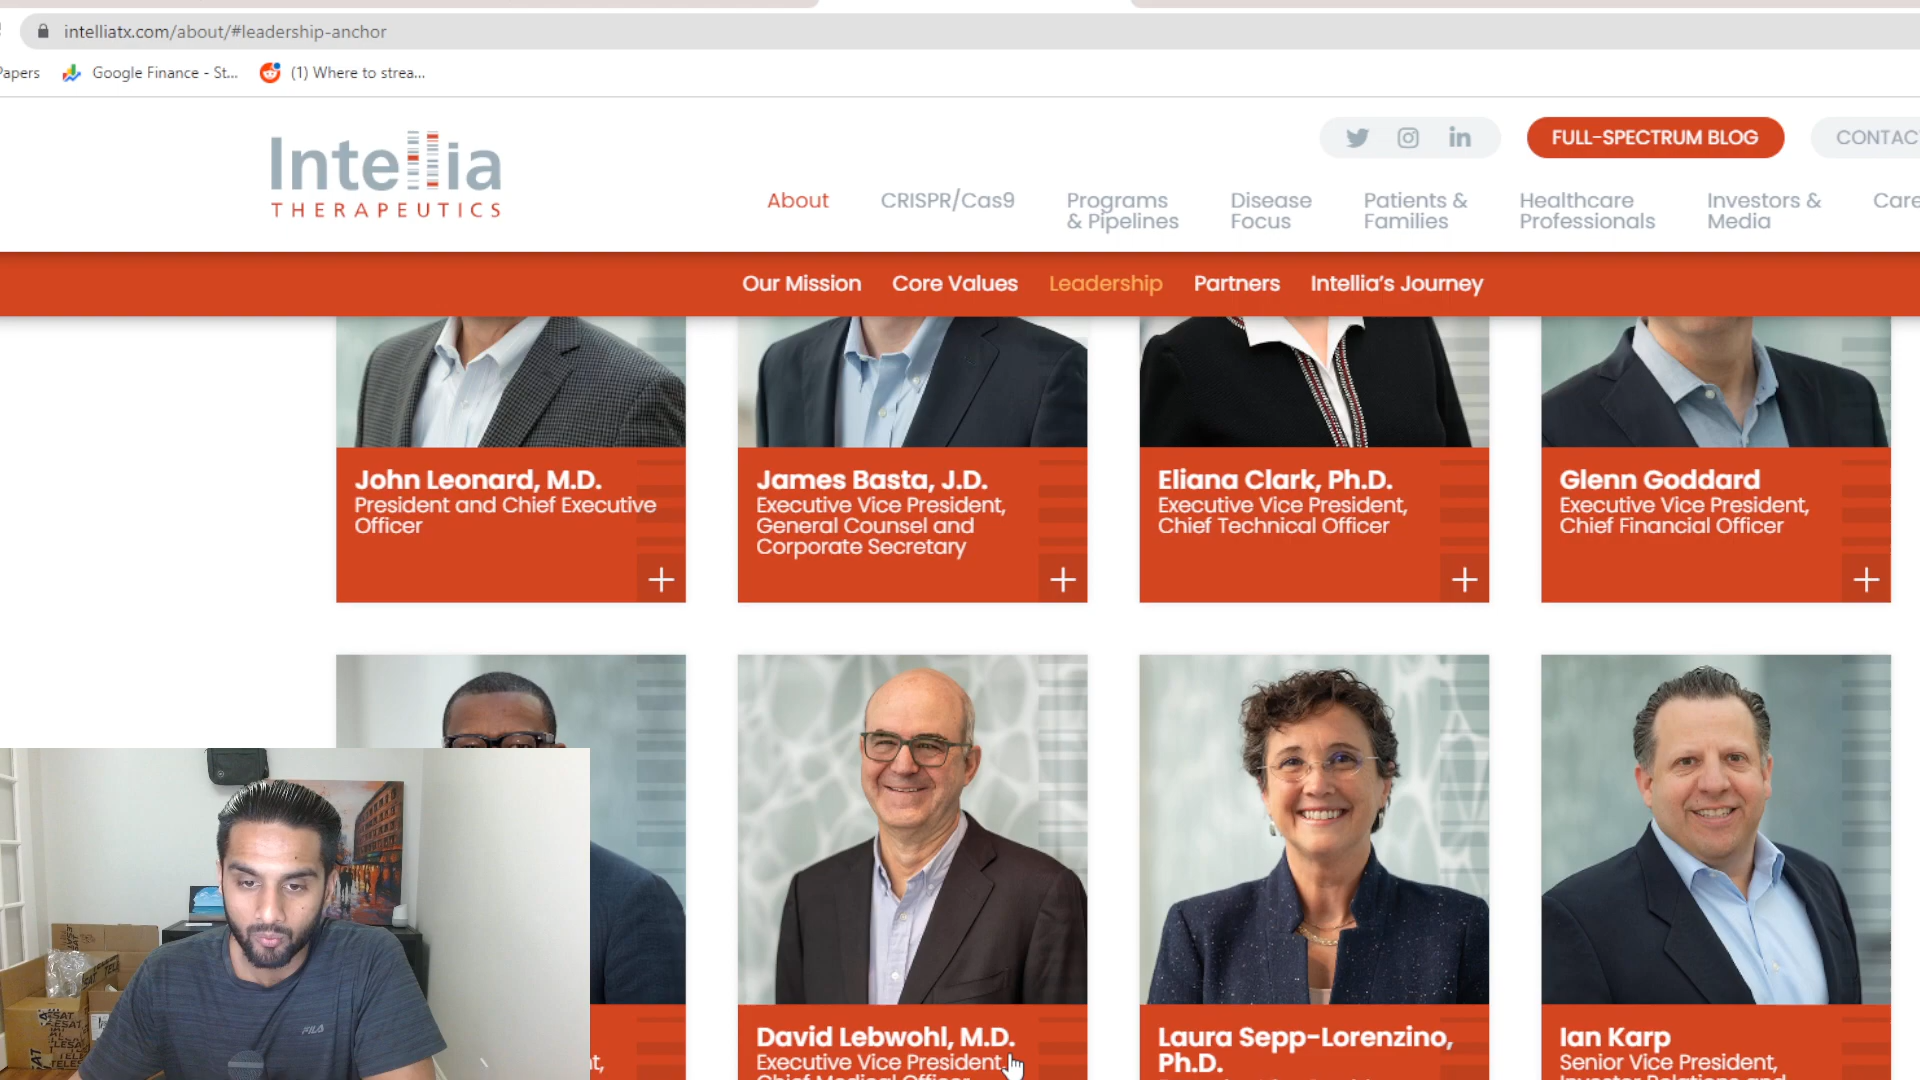 intelliatx.com/about/#leadership-anchor
Papers
Google Finance - St...
(1) Where to strea...
Intellia
THERAPEUTICS
FULL-SPECTRUM BLOG
CONTAC
About
CRISPR/Cas9
Programs
& Pipelines
Disease
Focus
Patients &
Families
Healthcare
Professionals
Investors &
Media
Care
Our Mission
Core Values
Leadership
Partners
Intellia's Journey
John Leonard, M.D.
President and Chief Executive
Officer
James Basta, J.D.
Executive Vice President,
General Counsel and
Corporate Secretary
Eliana Clark, Ph.D.
Executive Vice President,
Chief Technical Officer
Glenn Goddard
Executive Vice President,
Chief Financial Officer
FILA
David Lebwohl, M.D.
Executive Vice President,
Chief Medical Officer
Laura Sepp-Lorenzino,
Ph.D.
Ian Karp
Senior Vice President,
Investor Relations and